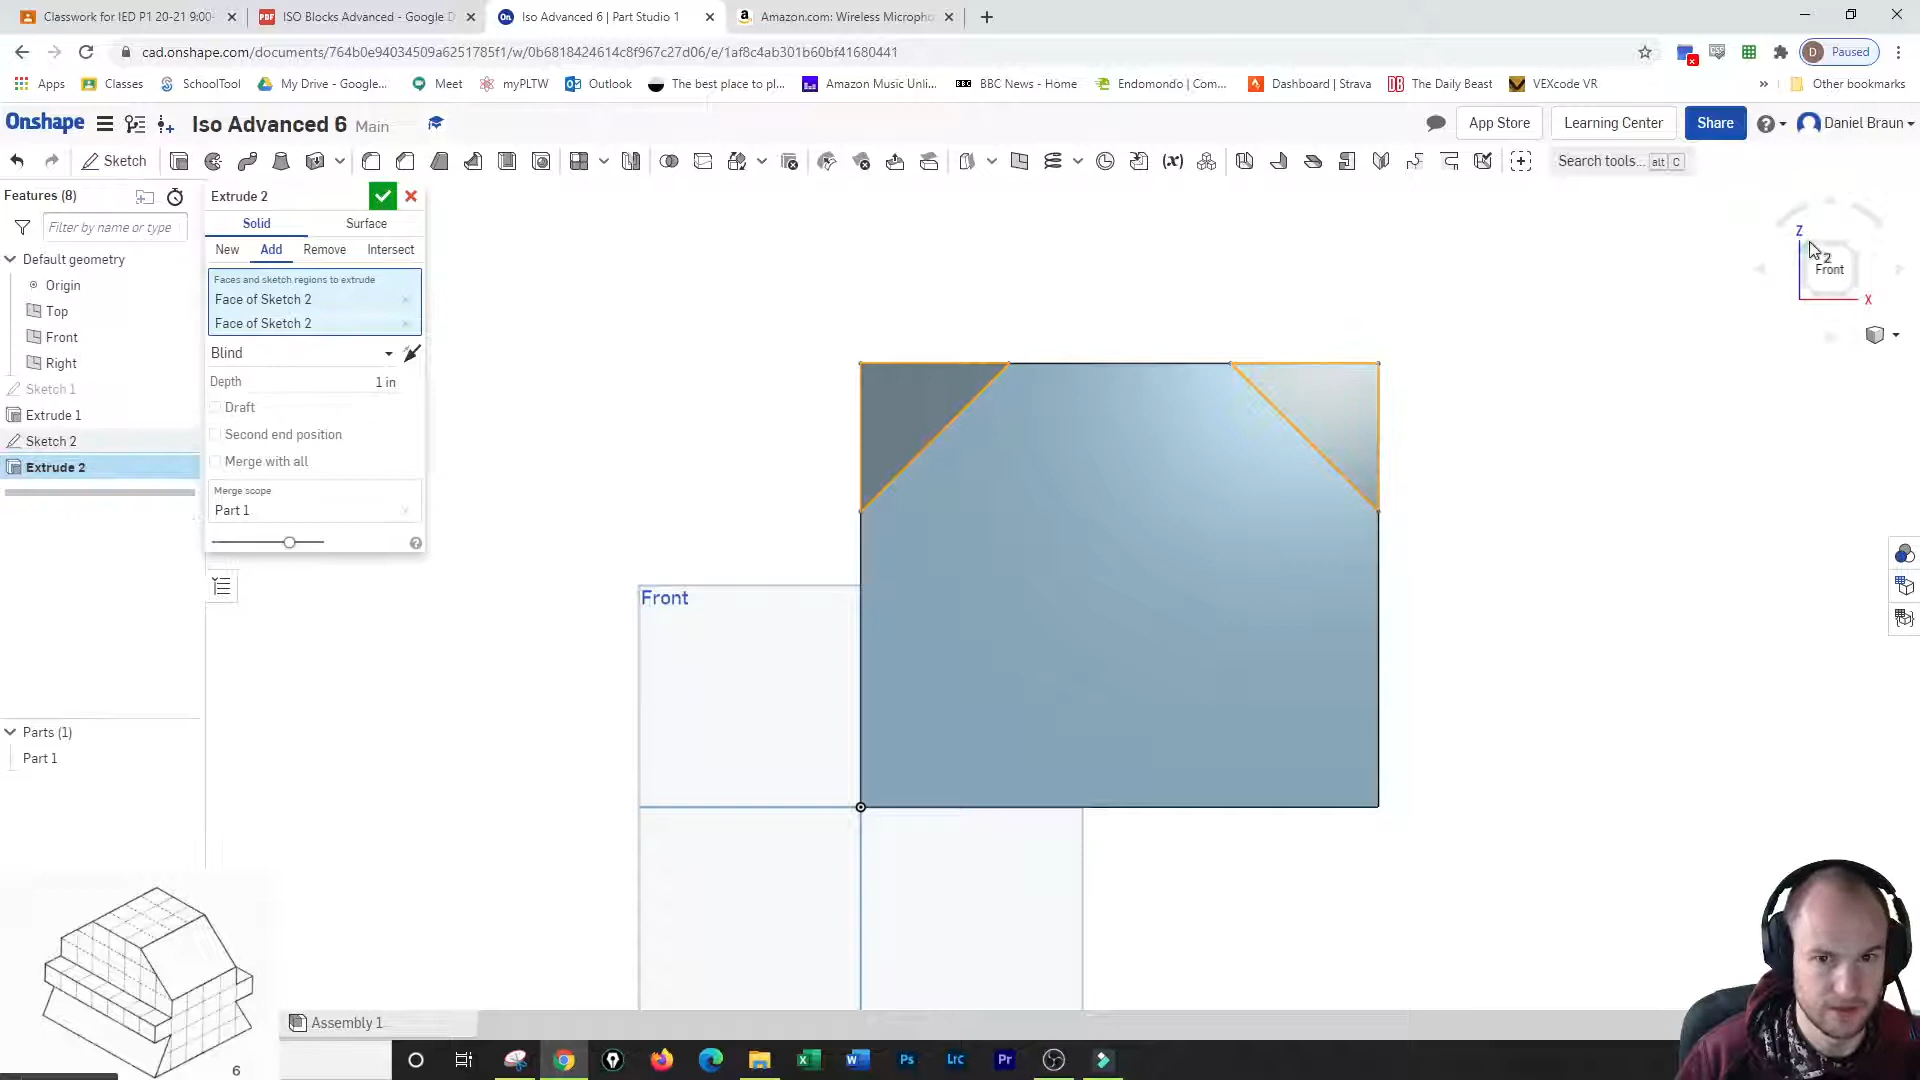 Classwork for IED P1 20-21 9:00-
ISO Blocks Advanced - Google D
Iso Advanced 6 | Part Studio 1
Amazon.com: Wireless Micropho
cad.onshape.com/documents/764b0e94034509a6251785f1/w/0b6818424614c8f967c27d06/e/1af8c4ab301b60bf41680441
D Paused
Apps
Classes
SchoolTool
My Drive - Google...
Meet
myPLTW
Outlook
The best place to pl...
Amazon Music Unli...
BBC News - Home
Endomondo | Com...
Dashboard | Strava
The Daily Beast
VEXcode VR
»
Other bookmarks
Onshape
Iso Advanced 6 Main
App Store
Learning Center
Share
Daniel Braun
Sketch
Search tools... alt C
Features (8)
Filter by name or type
Default geometry
Origin
Top
Front
Right
Sketch 1
Extrude 1
Sketch 2
Extrude 2
Extrude 2
Solid Surface
New Add Remove Intersect
Faces and sketch regions to extrude
Face of Sketch 2
Face of Sketch 2
Blind
Depth 1 in
Draft
Second end position
Merge with all
Merge scope
Part 1
Z
2
Front
X
Front
Parts (1)
Part 1
6
Assembly 1
Ps
Lrc
Pr